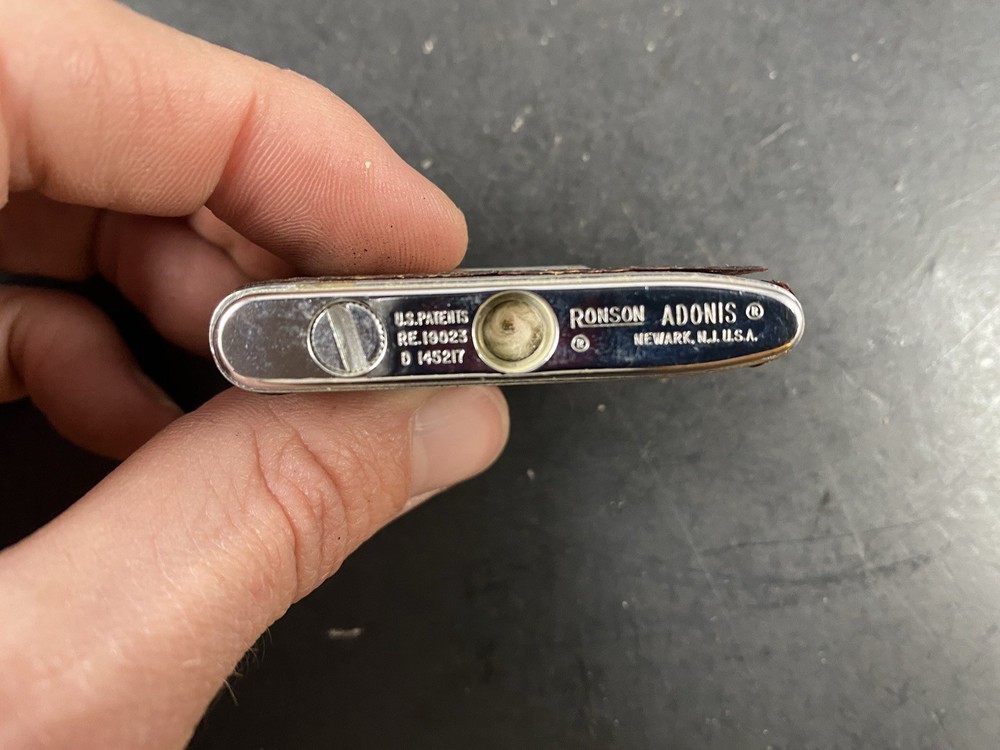 U.S. PATENTS
RE. 19023
D 145217
RONSON ADONIS ®
®
NEWARK, N.J. U.S.A.